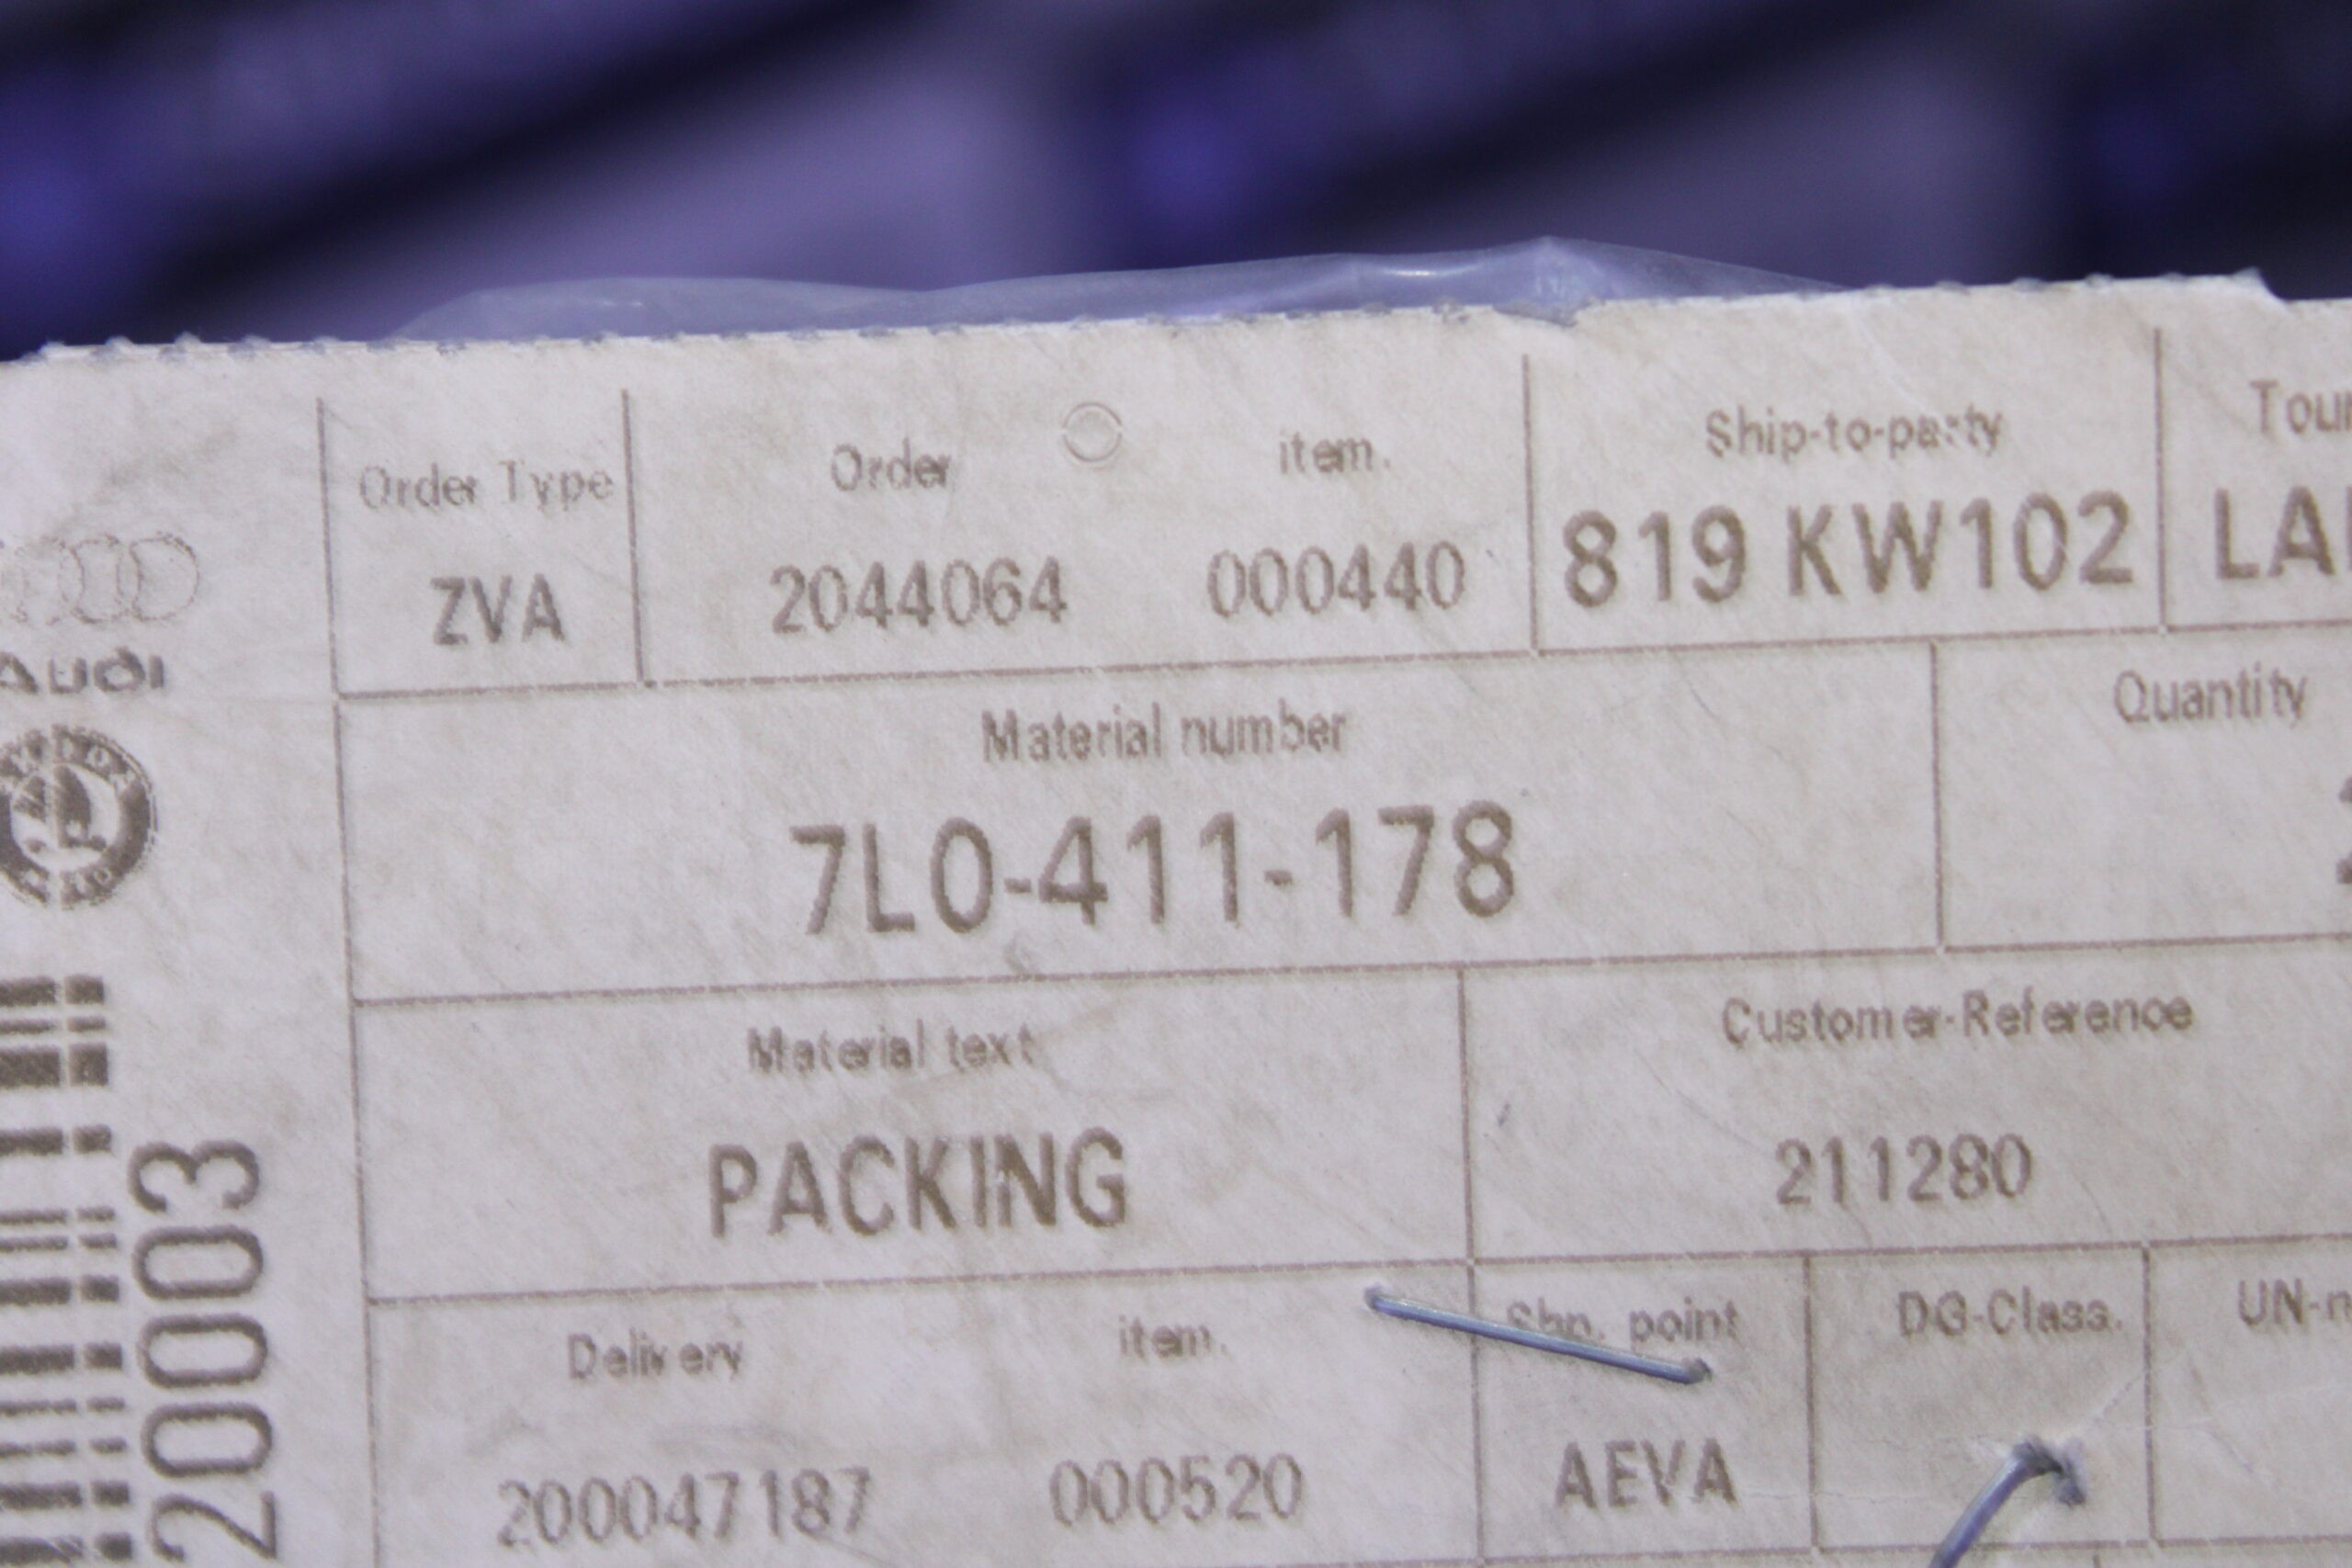 Order Type Order item. Ship-to-party
ZVA 2044064 000440 819 KW102
AUDI
Material number Quantity
7L0-411-178
Material text Customer-Reference
PACKING 211280
Delivery item. Shp. point DG-Class.
200047187 000520 AEVA
20003